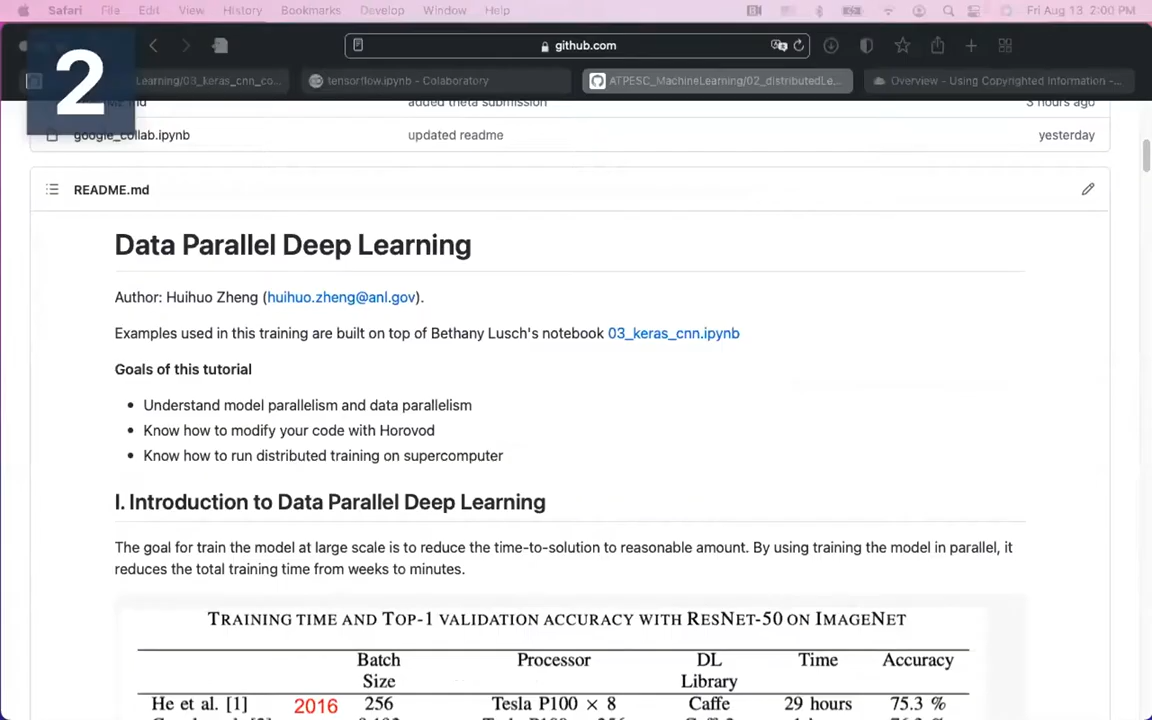 Safari File Edit View History Bookmarks Develop Window Help Fri Aug 13 2:00 PM
github.com
2
Learning/03_keras_cnn_co... tensorflow.ipynb - Colaboratory ATPESC_MachineLearning/02_distributedLe... Overview - Using Copyrighted Information -...
added theta submission 3 hours ago
google_collab.ipynb updated readme yesterday
README.md
Data Parallel Deep Learning
Author: Huihuo Zheng (huihuo.zheng@anl.gov).
Examples used in this training are built on top of Bethany Lusch's notebook 03_keras_cnn.ipynb
Goals of this tutorial
• Understand model parallelism and data parallelism
• Know how to modify your code with Horovod
• Know how to run distributed training on supercomputer
I. Introduction to Data Parallel Deep Learning
The goal for train the model at large scale is to reduce the time-to-solution to reasonable amount. By using training the model in parallel, it
reduces the total training time from weeks to minutes.
TRAINING TIME AND TOP-1 VALIDATION ACCURACY WITH RESNET-50 ON IMAGENET
Batch Size Processor DL Library Time Accuracy
He et al. [1] 2016 256 Tesla P100 × 8 Caffe 29 hours 75.3 %